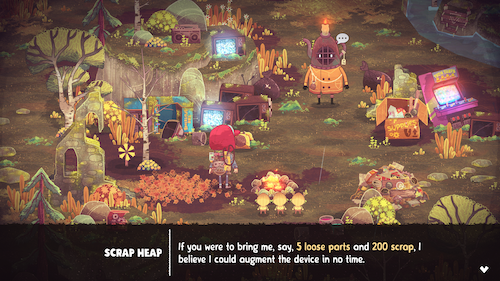 SCRAP HEAP
If you were to bring me, say, 5 loose parts and 200 scrap, I
believe I could augment the device in no time.